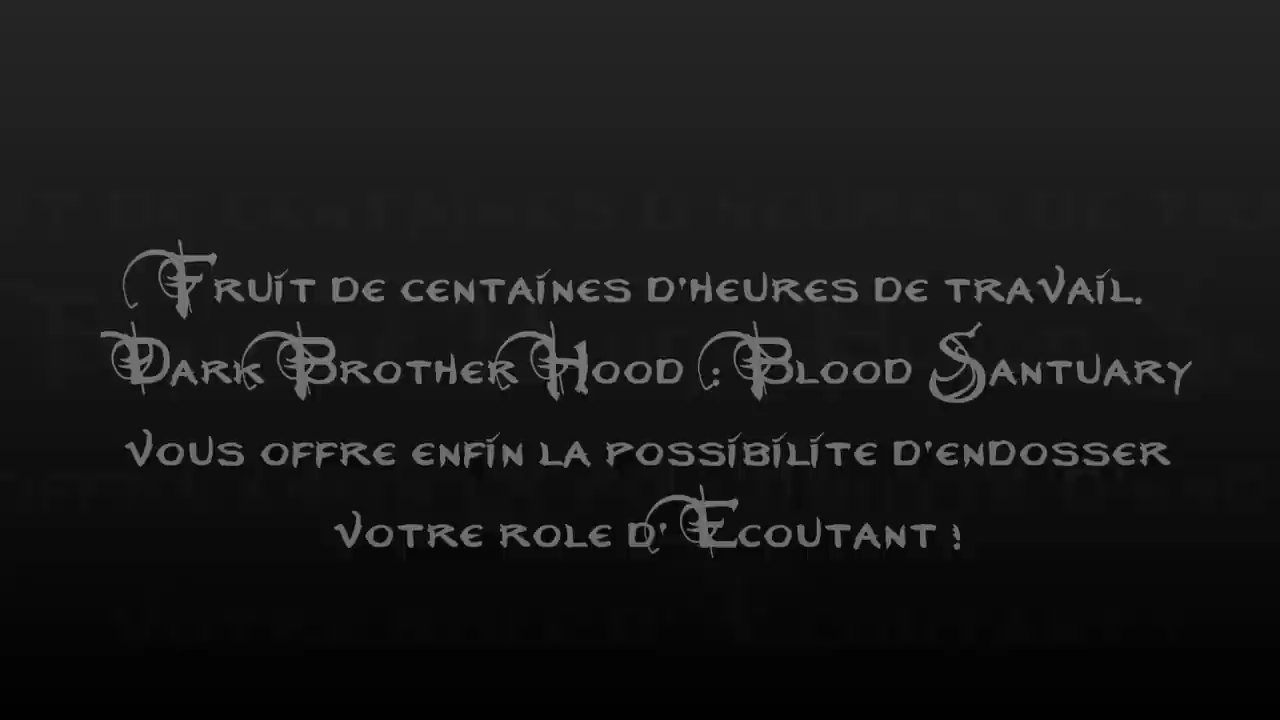 Fruit de centaines d'heures de travail.
Dark Brother Hood : Blood Santuary
vous offre enfin la possibilite d'endosser
votre role d' Ecoutant !